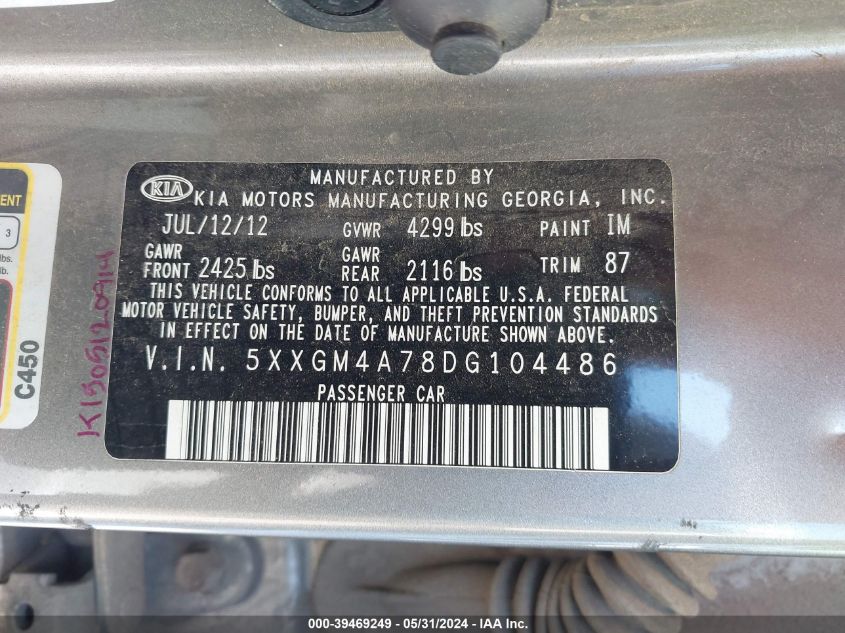 MANUFACTURED BY
KIA KIA MOTORS MANUFACTURING GEORGIA, INC.
JUL/12/12 GVWR 4299 lbs PAINT IM
GAWR FRONT 2425 lbs GAWR REAR 2116 lbs TRIM 87
THIS VEHICLE CONFORMS TO ALL APPLICABLE U.S.A. FEDERAL
MOTOR VEHICLE SAFETY, BUMPER, AND THEFT PREVENTION STANDARDS
IN EFFECT ON THE DATE OF MANUFACTURE SHOWN ABOVE.
V.I.N. 5XXGM4A78DG104486
PASSENGER CAR
3
lbs.
lb.
C450
000-39469249 - 05/31/2024 - IAA, Inc.